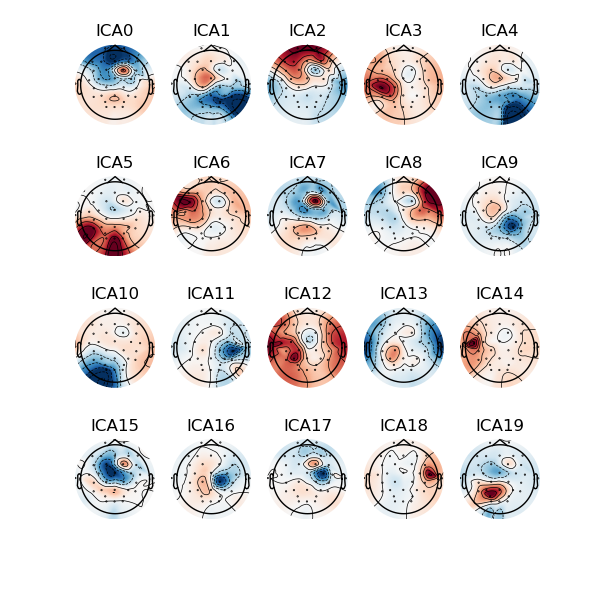 ICA0 ICA1 ICA2 ICA3 ICA4
ICA5 ICA6 ICA7 ICA8 ICA9
ICA10 ICA11 ICA12 ICA13 ICA14
ICA15 ICA16 ICA17 ICA18 ICA19